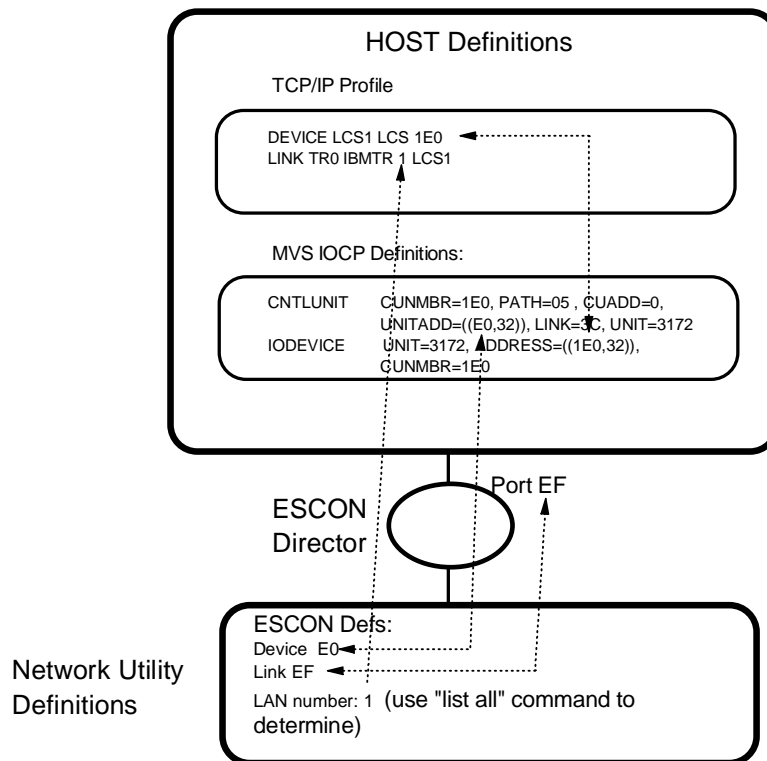 HOST Definitions
TCP/IP Profile
DEVICE LCS1 LCS 1E0
LINK TR0 IBMTR 1 LCS1
MVS IOCP Definitions:
CNTLUNIT CUNMBR=1E0, PATH=05 , CUADD=0,
UNITADD=((E0,32)), LINK=3C, UNIT=3172
IODEVICE UNIT=3172, ADDRESS=((1E0,32)),
CUNMBR=1E0
Port EF
ESCON
Director
ESCON Defs:
Device E0
Link EF
LAN number: 1 (use "list all" command to
determine)
Network Utility
Definitions